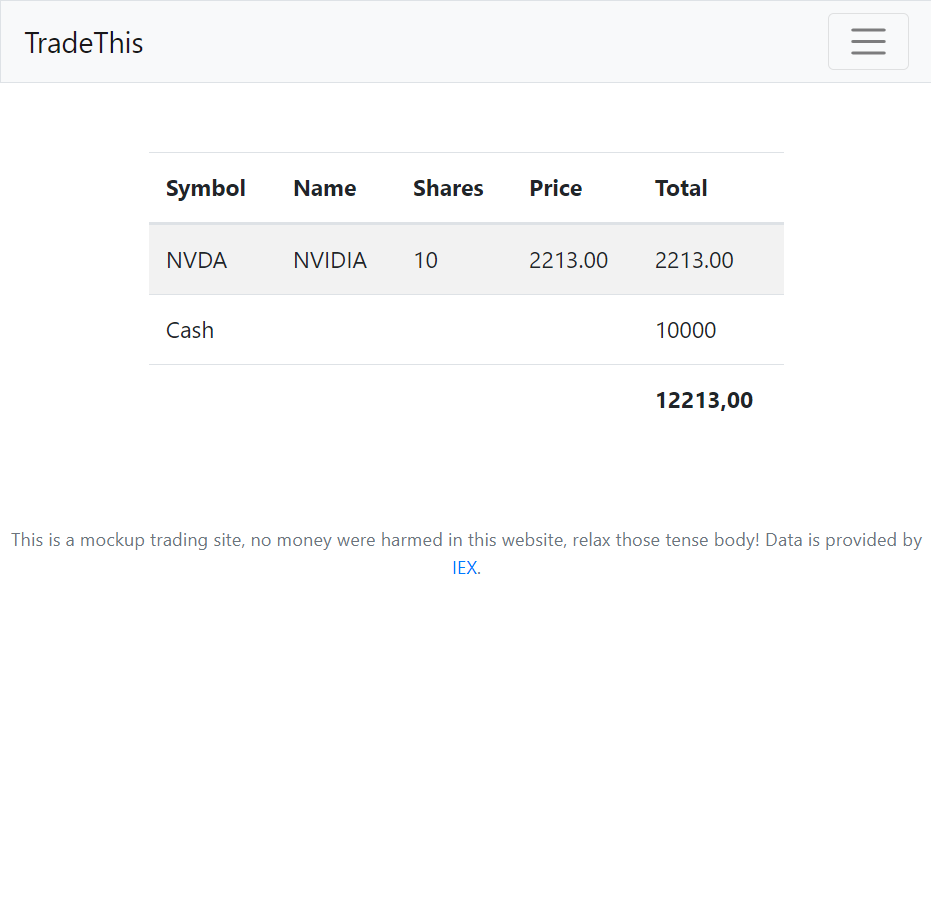 TradeThis
Symbol Name Shares Price Total
NVDA NVIDIA 10 2213.00 2213.00
Cash 10000
12213,00
This is a mockup trading site, no money were harmed in this website, relax those tense body! Data is provided by
IEX.